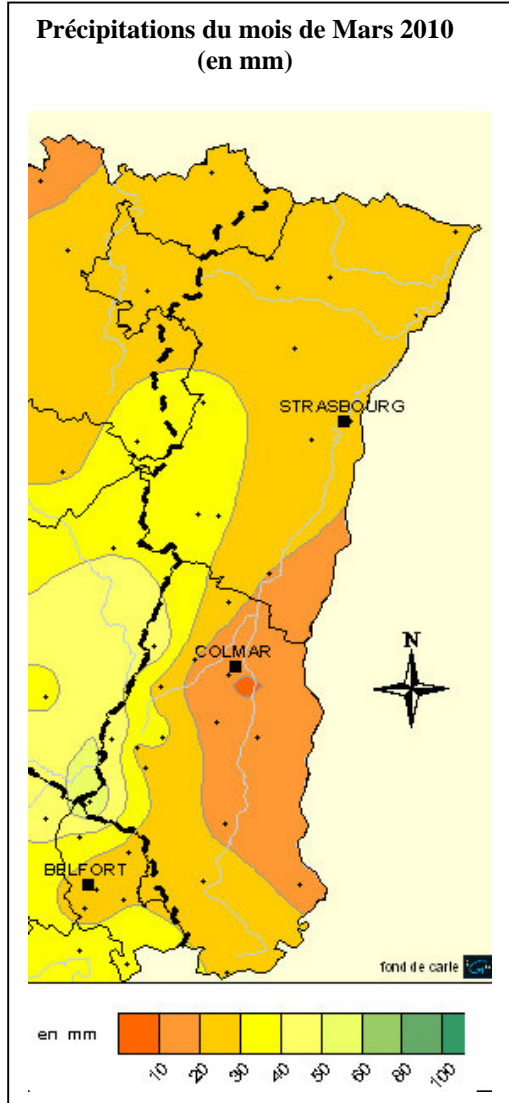 Précipitations du mois de Mars 2010
(en mm)
STRASBOURG
N
COLMAR
BELFORT
fond de carte
en mm
10 20 30 40 50 60 80 100